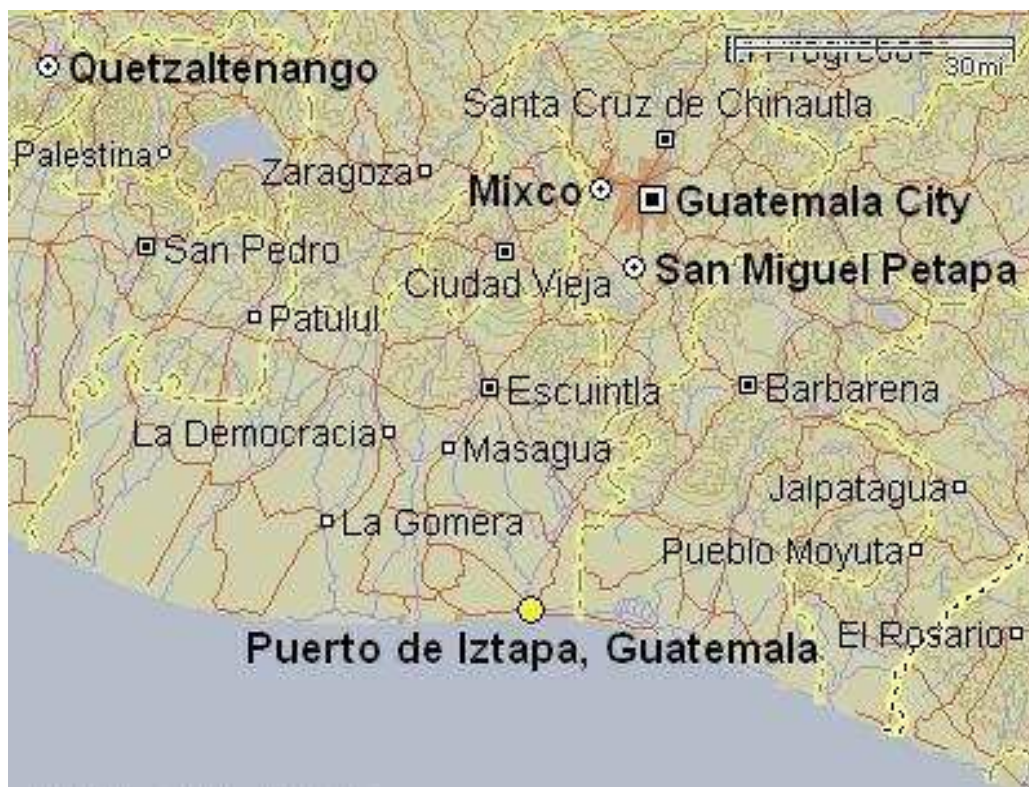 Quetzaltenango
30mi
Santa Cruz de Chinautla
Palestina
Zaragoza
Mixco
Guatemala City
San Pedro
Ciudad Vieja
San Miguel Petapa
Patulul
Escuintla
Barbarena
La Democracia
Masagua
Jalpatagua
La Gomera
Pueblo Moyuta
Puerto de Iztapa, Guatemala
El Rosario